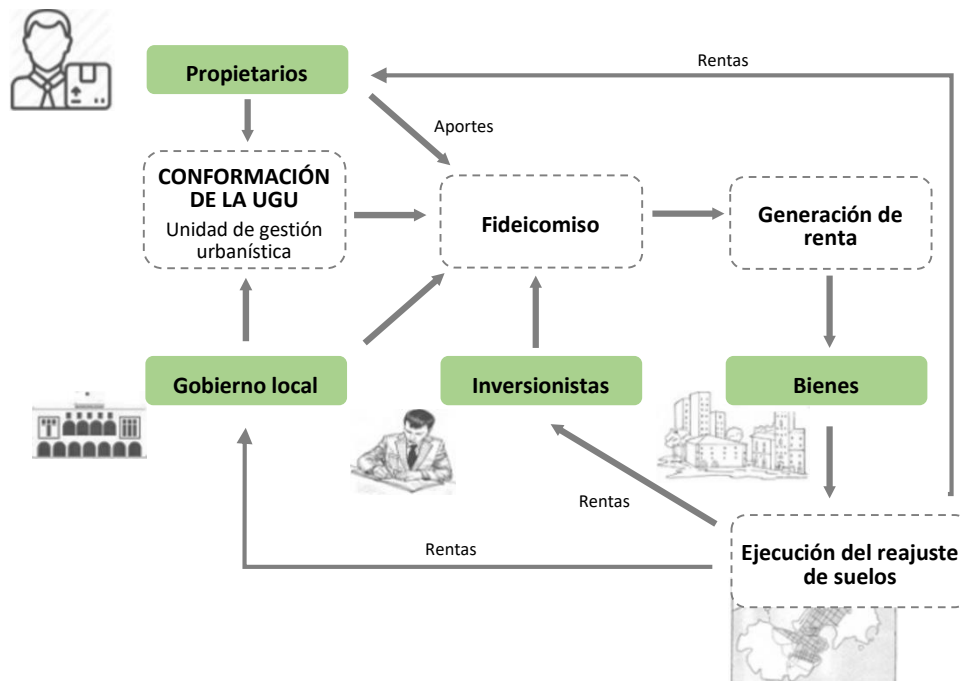 Rentas
Propietarios
Aportes
CONFORMACIÓN
DE LA UGU
Unidad de gestión
urbanística
Fideicomiso
Generación de
renta
Gobierno local
Inversionistas
Bienes
Rentas
Rentas
Ejecución del reajuste
de suelos